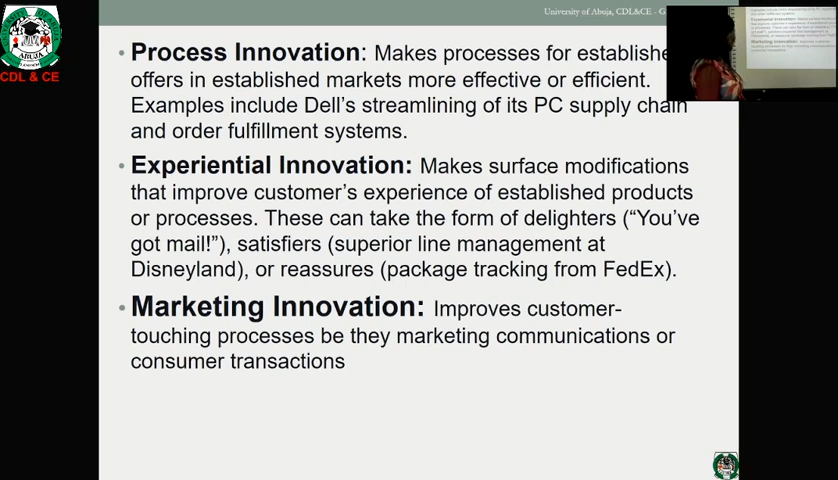 University of Abuja, CDL&CE - G
CDL & CE
• Process Innovation: Makes processes for establishe
offers in established markets more effective or efficient.
Examples include Dell's streamlining of its PC supply chain
and order fulfillment systems.
• Experiential Innovation: Makes surface modifications
that improve customer's experience of established products
or processes. These can take the form of delighters (“You've
got mail!”), satisfiers (superior line management at
Disneyland), or reassures (package tracking from FedEx).
• Marketing Innovation: Improves customer-
touching processes be they marketing communications or
consumer transactions